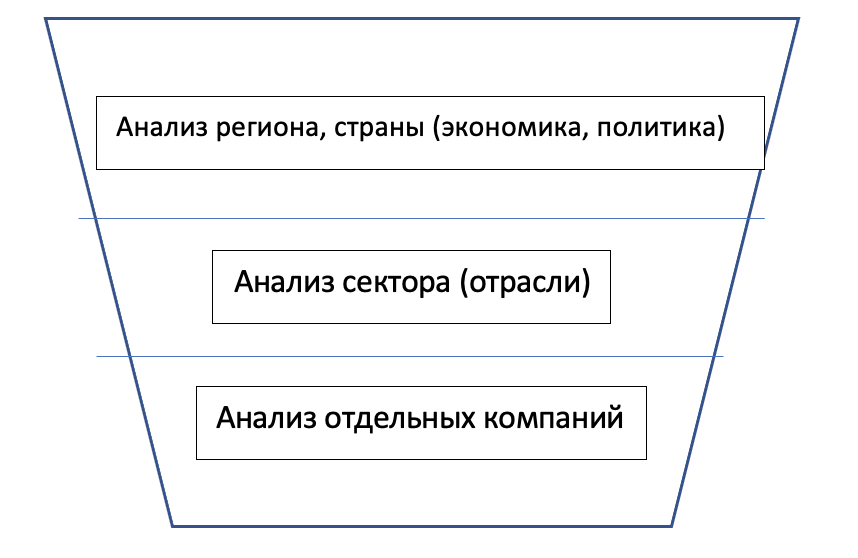 Анализ региона, страны (экономика, политика)
Анализ сектора (отрасли)
Анализ отдельных компаний